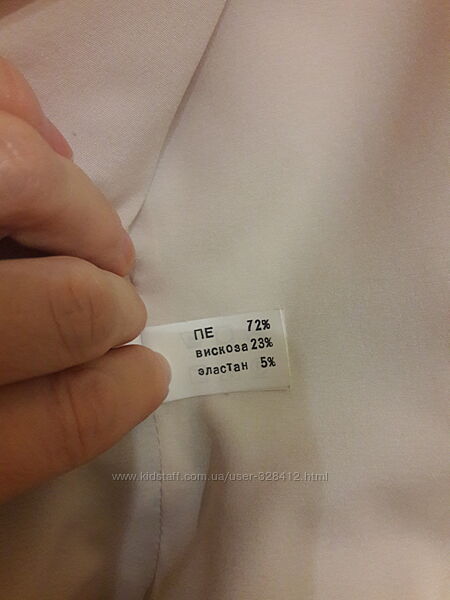 ПЕ 72%
вискоза 23%
эластан 5%
www.kidstaff.com.ua/user-328412.html